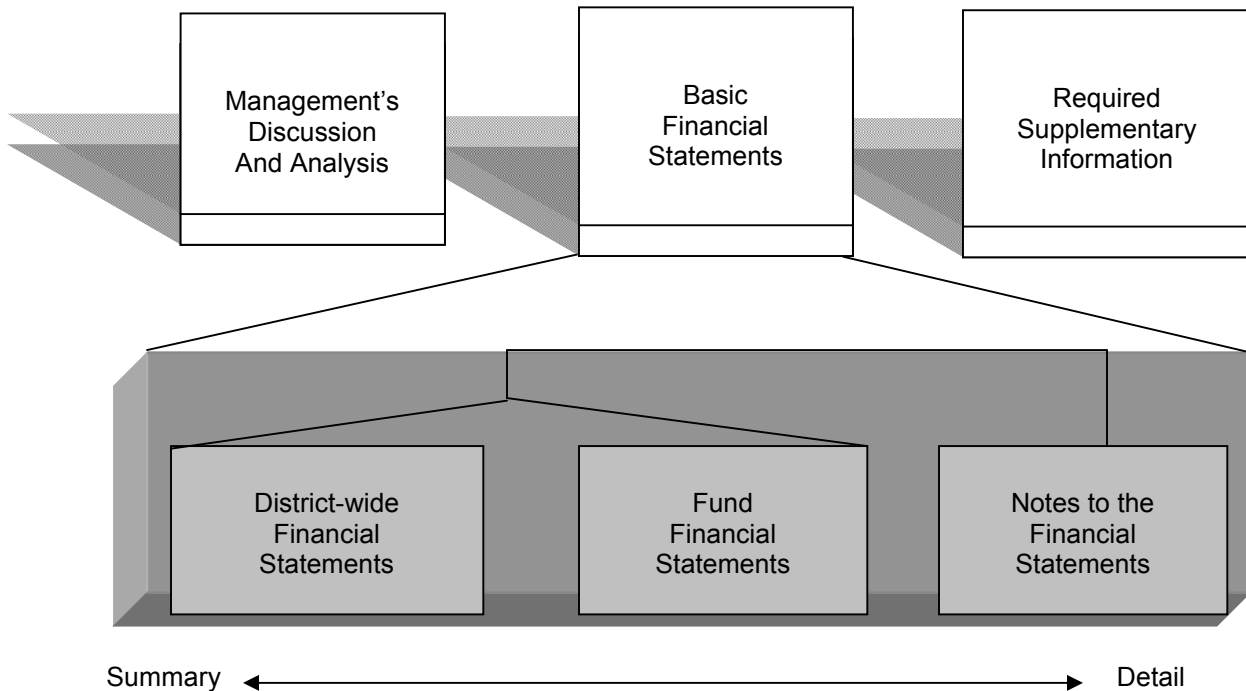 Management’s
Discussion
And Analysis
Basic
Financial
Statements
Required
Supplementary
Information
District-wide
Financial
Statements
Fund
Financial
Statements
Notes to the
Financial
Statements
Summary
Detail